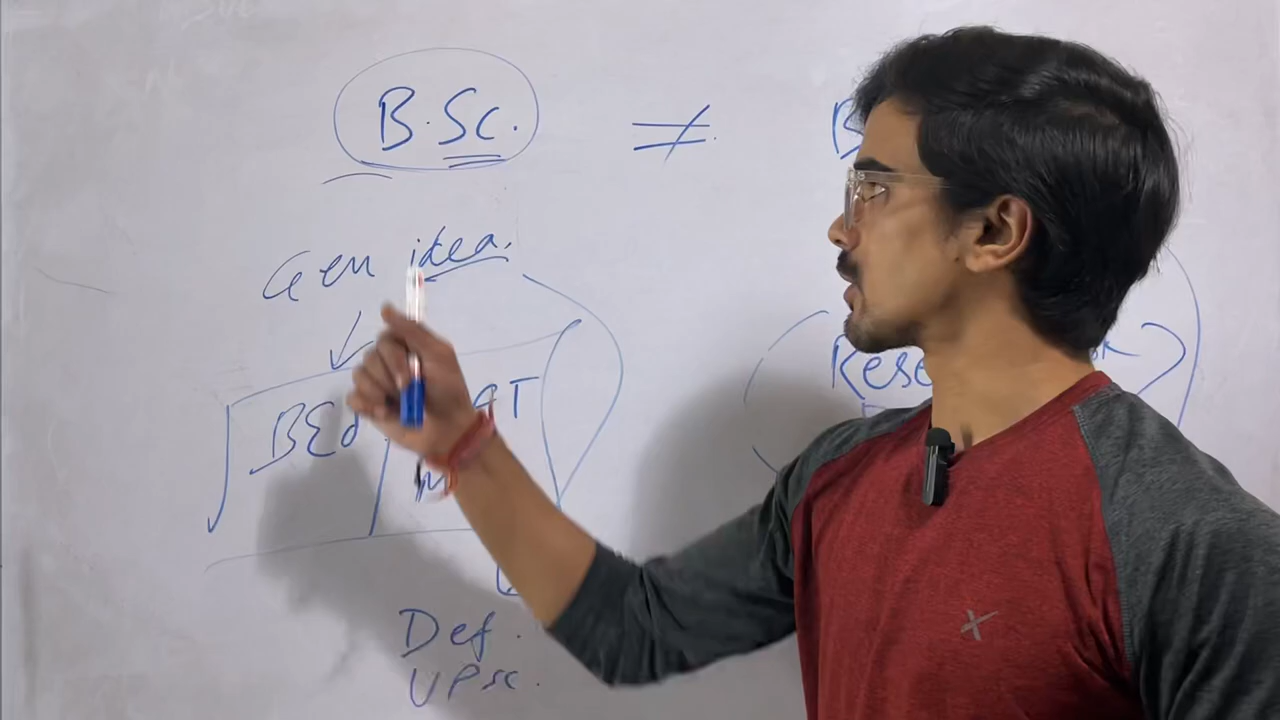 B.Sc. ≠ B
Gen idea.
Rese
BEd
Def.
UPSC.